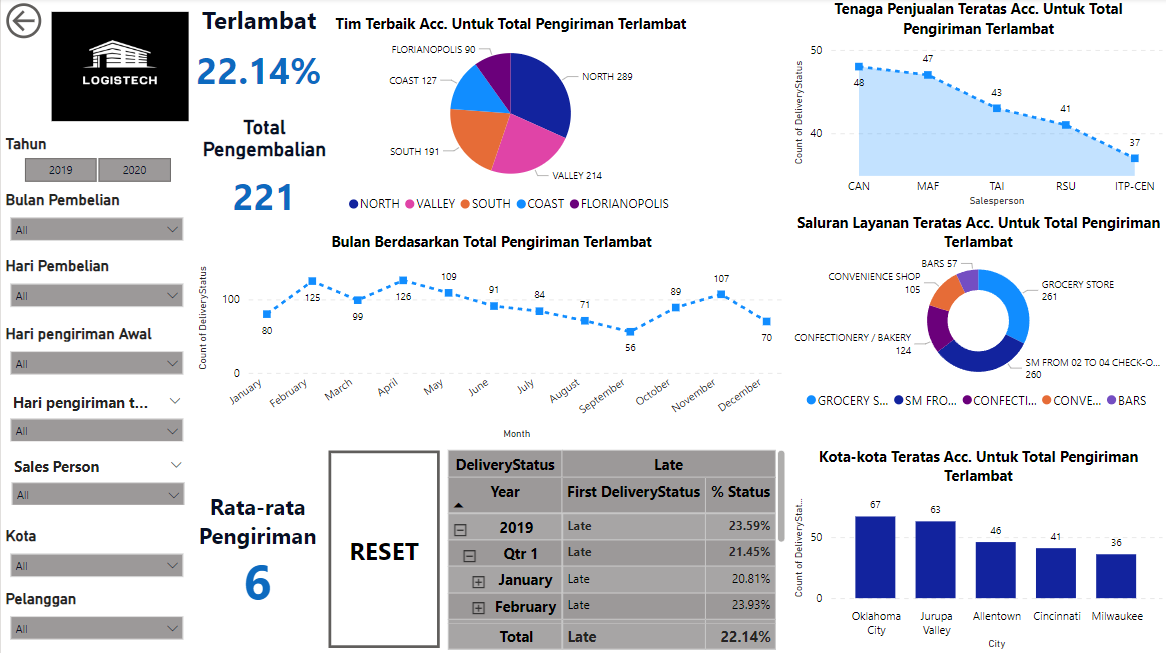 LOGISTECH
Tahun
2019
2020
Bulan Pembelian
All
Hari Pembelian
All
Hari pengiriman Awal
All
Hari pengiriman t...
All
Sales Person
All
Kota
All
Pelanggan
All
Terlambat
22.14%
Total
Pengembalian
221
Tim Terbaik Acc. Untuk Total Pengiriman Terlambat
FLORIANOPOLIS 90
COAST 127
NORTH 289
SOUTH 191
VALLEY 214
NORTH VALLEY SOUTH COAST FLORIANOPOLIS
Tenaga Penjualan Teratas Acc. Untuk Total
Pengiriman Terlambat
Count of DeliveryStatus
50
40
48
47
43
41
37
CAN MAF TAI RSU ITP-CEN
Salesperson
Bulan Berdasarkan Total Pengiriman Terlambat
Count of DeliveryStatus
100
0
80
125
99
126
109
91
84
71
56
89
107
70
January February March April May June July August September October November December
Month
Saluran Layanan Teratas Acc. Untuk Total Pengiriman
Terlambat
BARS 57
CONVENIENCE SHOP
105
GROCERY STORE
261
CONFECTIONERY / BAKERY
124
SM FROM 02 TO 04 CHECK-O...
260
GROCERY S... SM FRO... CONFECTI... CONVE... BARS
Rata-rata
Pengiriman
6
RESET
DeliveryStatus Late
Year First DeliveryStatus % Status
2019 Late 23.59%
Qtr 1 Late 21.45%
January Late 20.81%
February Late 23.93%
Total Late 22.14%
Kota-kota Teratas Acc. Untuk Total Pengiriman
Terlambat
Count of DeliveryStat...
50
0
67
63
46
41
36
Oklahoma Jurupa Allentown Cincinnati Milwaukee
City Valley
City